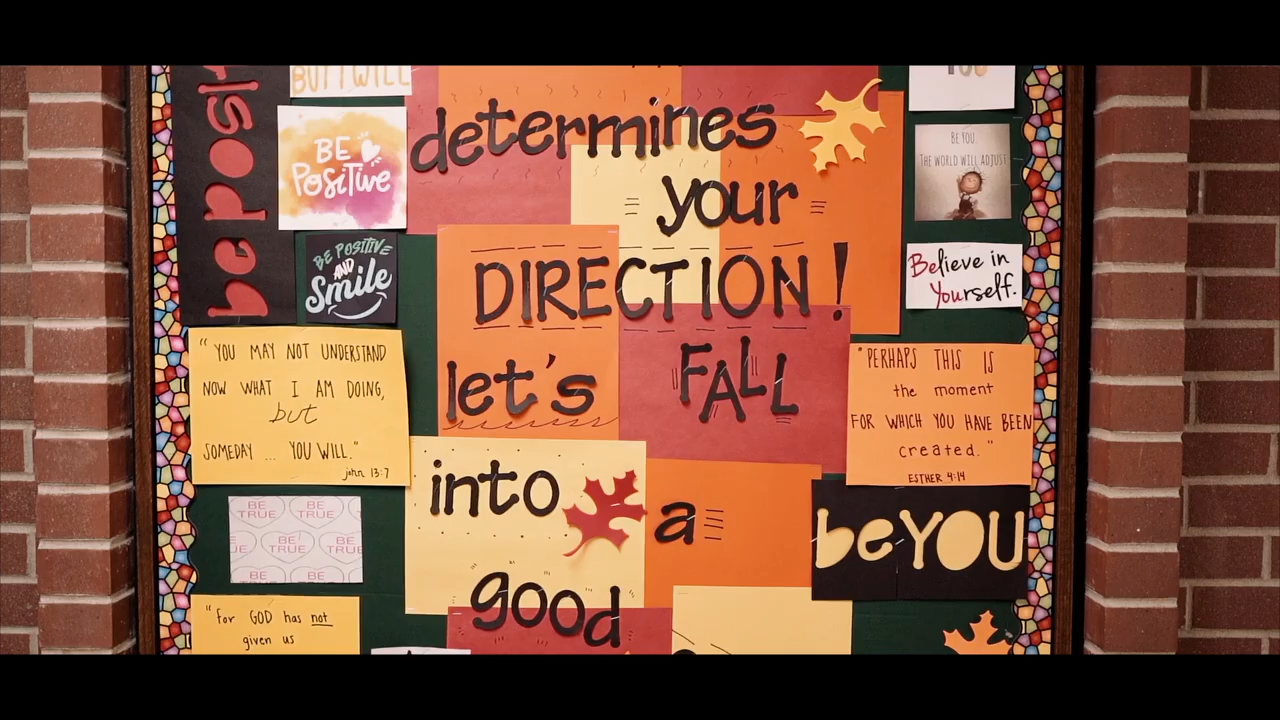 be posit
BUT I WILL
BE
POSITIVE
BE POSITIVE
AND
Smile
"YOU MAY NOT UNDERSTAND
NOW WHAT I AM DOING,
but
SOMEDAY ... YOU WILL."
john 13:7
BE TRUE
BE TRUE
BE! TRUE
BE TRUE
BE
BE
"for GOD has not
given us
determines
your
DIRECTION!
let's FALL
into a
good
YOU
BE YOU.
THE WORLD WILL ADJUST.
Believe in
Yourself.
"PERHAPS THIS IS
the moment
FOR WHICH YOU HAVE BEEN
created."
ESTHER 4:14
beYOU